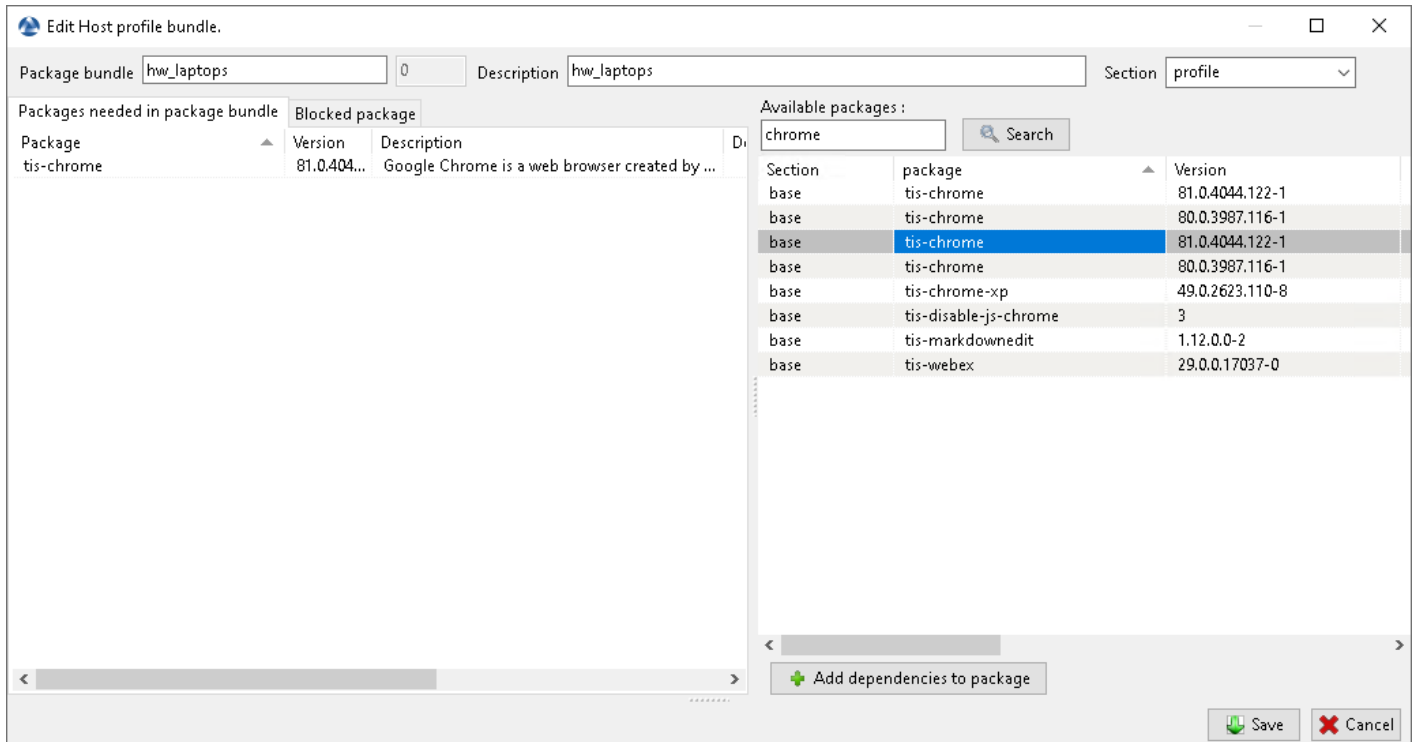 Edit Host profile bundle.
Package bundle hw_laptops 0 Description hw_laptops Section profile
Packages needed in package bundle Blocked package
Package Version Description
tis-chrome 81.0.404... Google Chrome is a web browser created by ...
Available packages :
chrome Search
Section package Version
base tis-chrome 81.0.4044.122-1
base tis-chrome 80.0.3987.116-1
base tis-chrome 81.0.4044.122-1
base tis-chrome 80.0.3987.116-1
base tis-chrome-xp 49.0.2623.110-8
base tis-disable-js-chrome 3
base tis-markdownedit 1.12.0.0-2
base tis-webex 29.0.0.17037-0
Add dependencies to package
Save Cancel